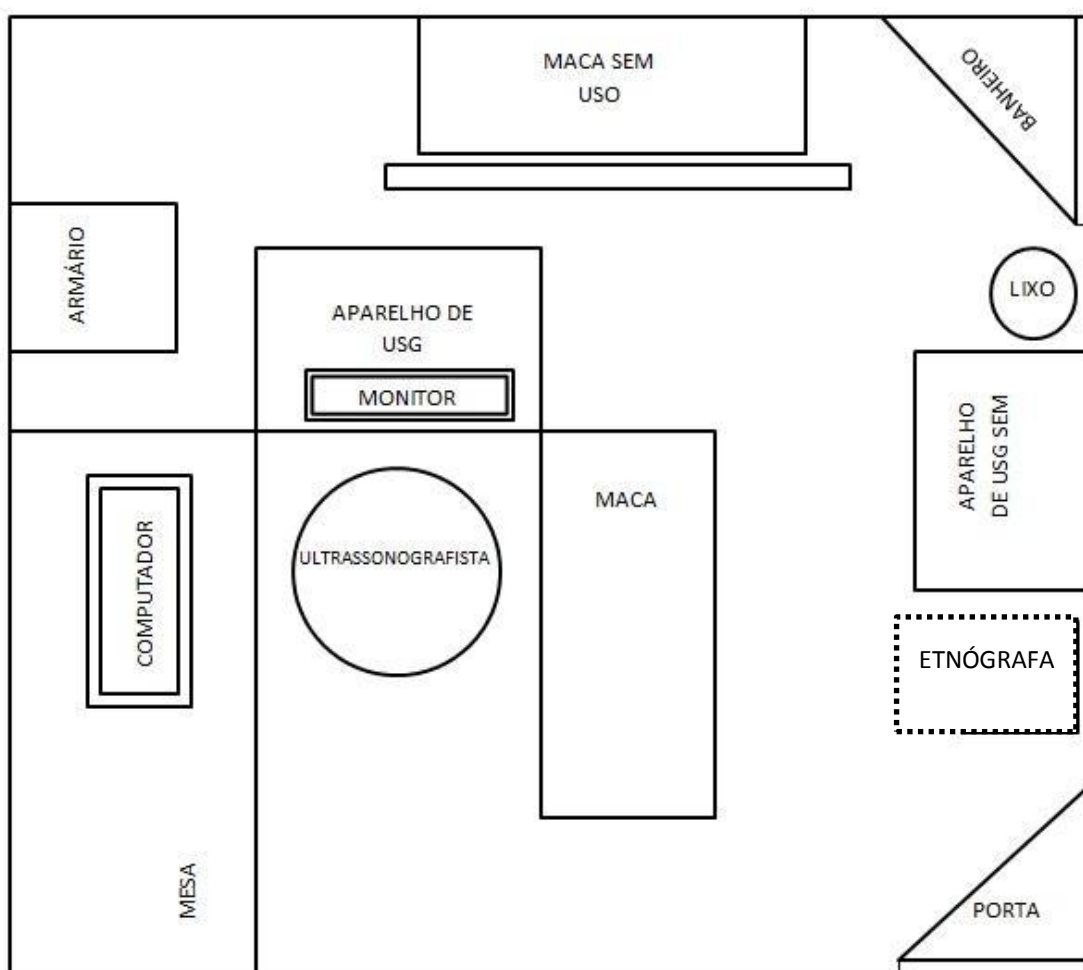 MACA SEM
USO
BANHEIRO
ARMÁRIO
LIXO
APARELHO DE
USG
MONITOR
APARELHO
DE USG SEM
MACA
COMPUTADOR
ULTRASSONOGRAFISTA
ETNÓGRAFA
MESA
PORTA